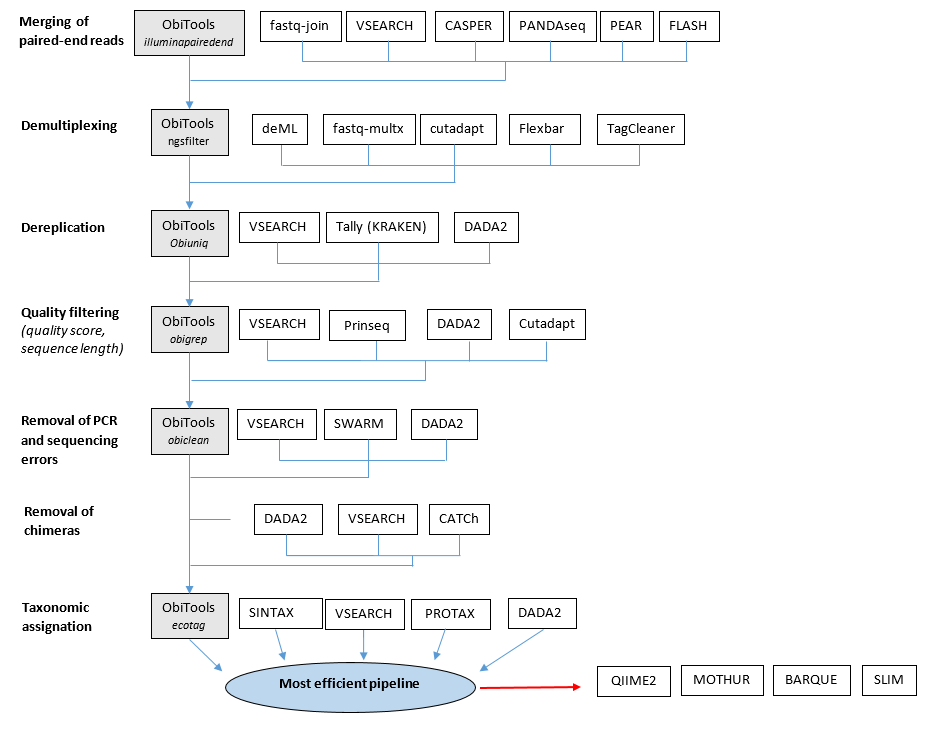 Merging of
paired-end reads
ObiTools
illuminapairedend
fastq-join
VSEARCH
CASPER
PANDAseq
PEAR
FLASH
Demultiplexing
ObiTools
ngsfilter
deML
fastq-multx
cutadapt
Flexbar
TagCleaner
Dereplication
ObiTools
Obiuniq
VSEARCH
Tally (KRAKEN)
DADA2
Quality filtering
(quality score,
sequence length)
ObiTools
obigrep
VSEARCH
Prinseq
DADA2
Cutadapt
Removal of PCR
and sequencing
errors
ObiTools
obiclean
VSEARCH
SWARM
DADA2
Removal of
chimeras
DADA2
VSEARCH
CATCh
Taxonomic
assignation
ObiTools
ecotag
SINTAX
VSEARCH
PROTAX
DADA2
Most efficient pipeline
QIIME2
MOTHUR
BARQUE
SLIM